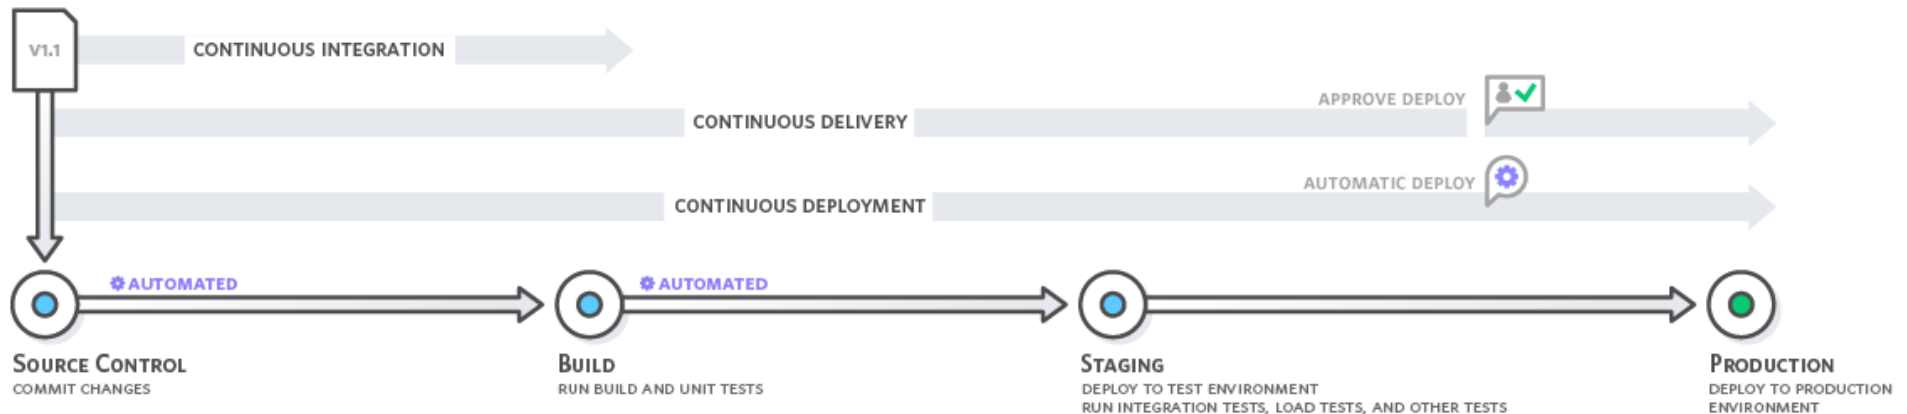 V1.1
CONTINUOUS INTEGRATION
APPROVE DEPLOY
CONTINUOUS DELIVERY
AUTOMATIC DEPLOY
CONTINUOUS DEPLOYMENT
AUTOMATED
AUTOMATED
SOURCE CONTROL
COMMIT CHANGES
BUILD
RUN BUILD AND UNIT TESTS
STAGING
DEPLOY TO TEST ENVIRONMENT
RUN INTEGRATION TESTS, LOAD TESTS, AND OTHER TESTS
PRODUCTION
DEPLOY TO PRODUCTION
ENVIRONMENT